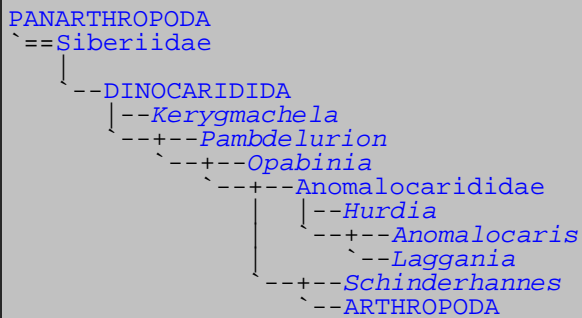 PANARTHROPODA
`==Siberiidae
   |
   `--DINOCARIDIDA
      |--Kerygmachela
      `--+--Pambdelurion
         `--+--Opabinia
            `--+--Anomalocarididae
               |  |--Hurdia
               |  `--+--Anomalocaris
               |     `--Laggania
               `--+--Schinderhannes
                  `--ARTHROPODA